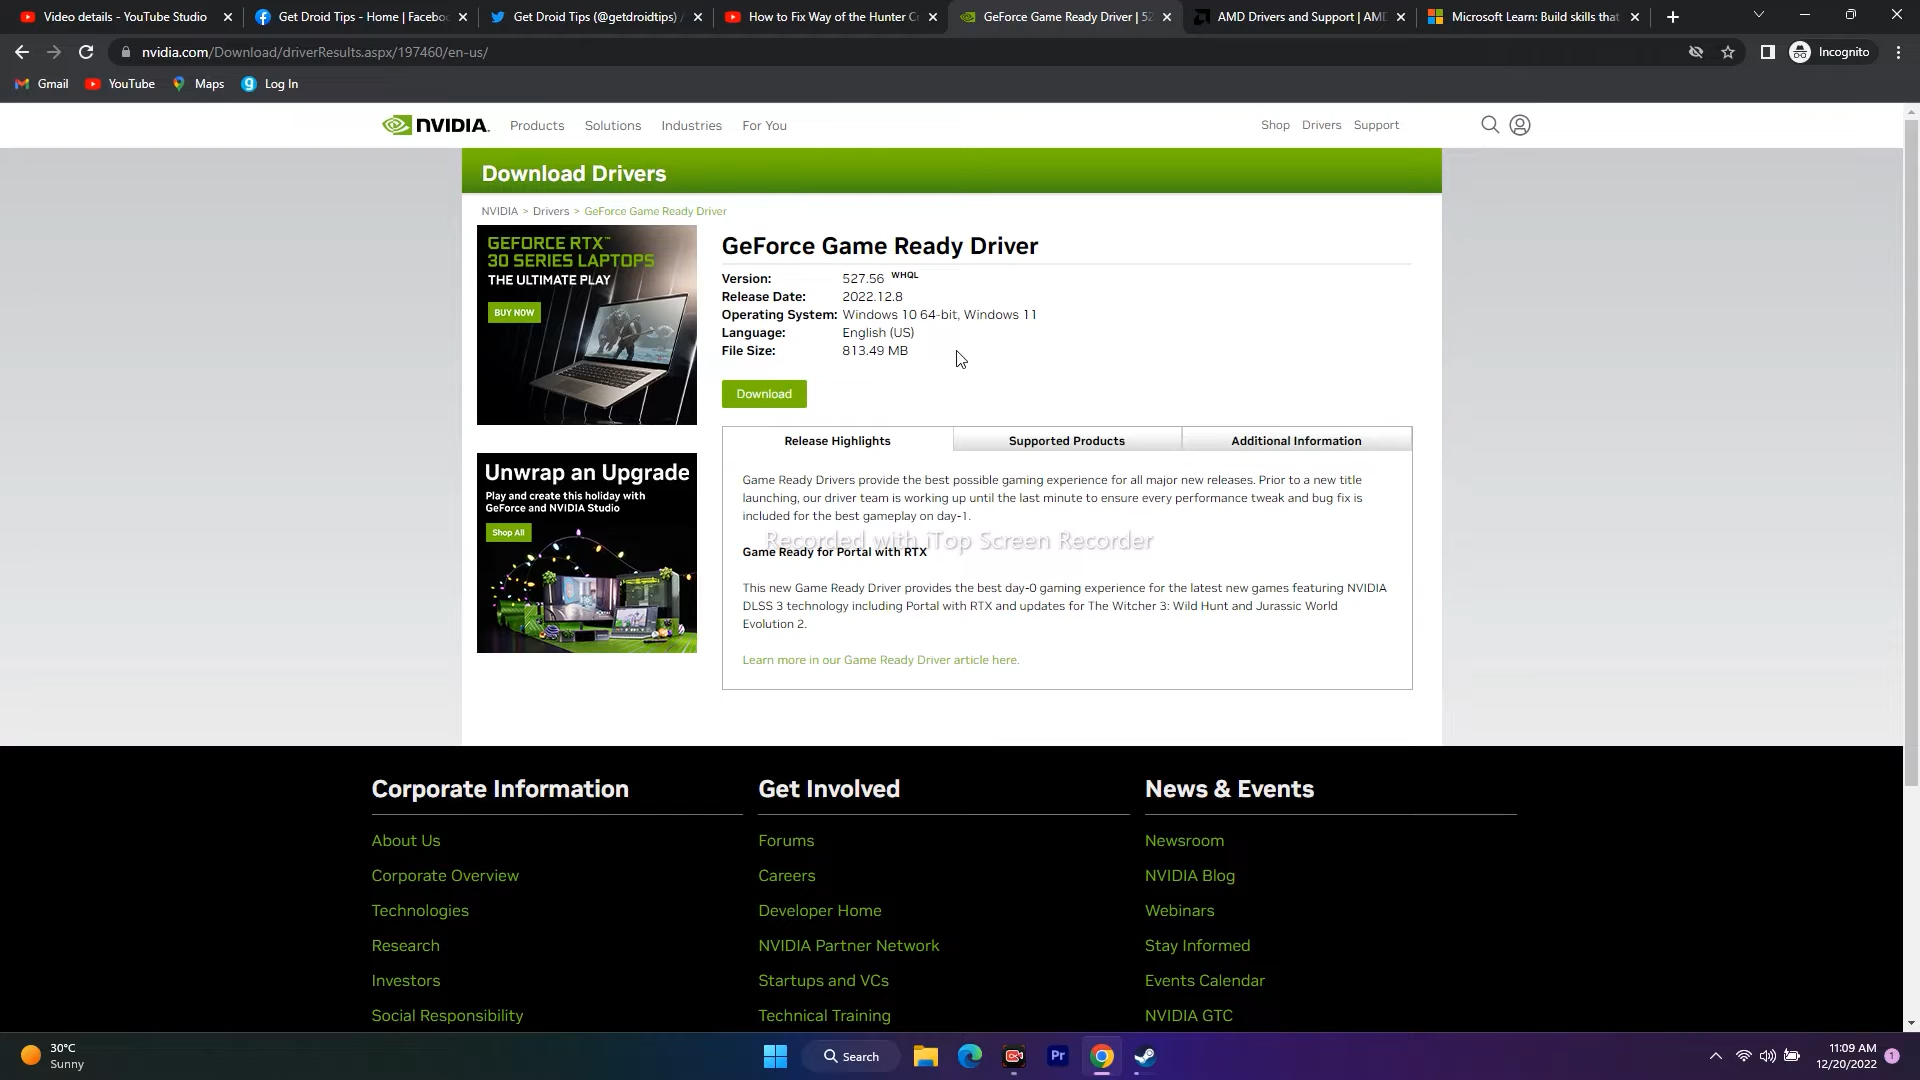 Video details - YouTube Studio
Get Droid Tips - Home | Facebo
Get Droid Tips (@getdroidtips) /
How to Fix Way of the Hunter C
GeForce Game Ready Driver | 52
AMD Drivers and Support | AM
Microsoft Learn: Build skills that
nvidia.com/Download/driverResults.aspx/197460/en-us/
Incognito
Gmail
YouTube
Maps
Log In
NVIDIA.
Products
Solutions
Industries
For You
Shop
Drivers
Support
Download Drivers
NVIDIA > Drivers > GeForce Game Ready Driver
GEFORCE RTX™
30 SERIES LAPTOPS
THE ULTIMATE PLAY
BUY NOW
GeForce Game Ready Driver
Version: 527.56 WHQL
Release Date: 2022.12.8
Operating System: Windows 10 64-bit, Windows 11
Language: English (US)
File Size: 813.49 MB
Download
Unwrap an Upgrade
Play and create this holiday with
GeForce and NVIDIA Studio
Shop All
Release Highlights
Supported Products
Additional Information
Game Ready Drivers provide the best possible gaming experience for all major new releases. Prior to a new title
launching, our driver team is working up until the last minute to ensure every performance tweak and bug fix is
included for the best gameplay on day-1.
Recorded with iTop Screen Recorder
Game Ready for Portal with RTX
This new Game Ready Driver provides the best day-0 gaming experience for the latest new games featuring NVIDIA
DLSS 3 technology including Portal with RTX and updates for The Witcher 3: Wild Hunt and Jurassic World
Evolution 2.
Learn more in our Game Ready Driver article here.
Corporate Information
About Us
Corporate Overview
Technologies
Research
Investors
Social Responsibility
Get Involved
Forums
Careers
Developer Home
NVIDIA Partner Network
Startups and VCs
Technical Training
News & Events
Newsroom
NVIDIA Blog
Webinars
Stay Informed
Events Calendar
NVIDIA GTC
30°C
Sunny
Search
Pr
11:09 AM
12/20/2022
1